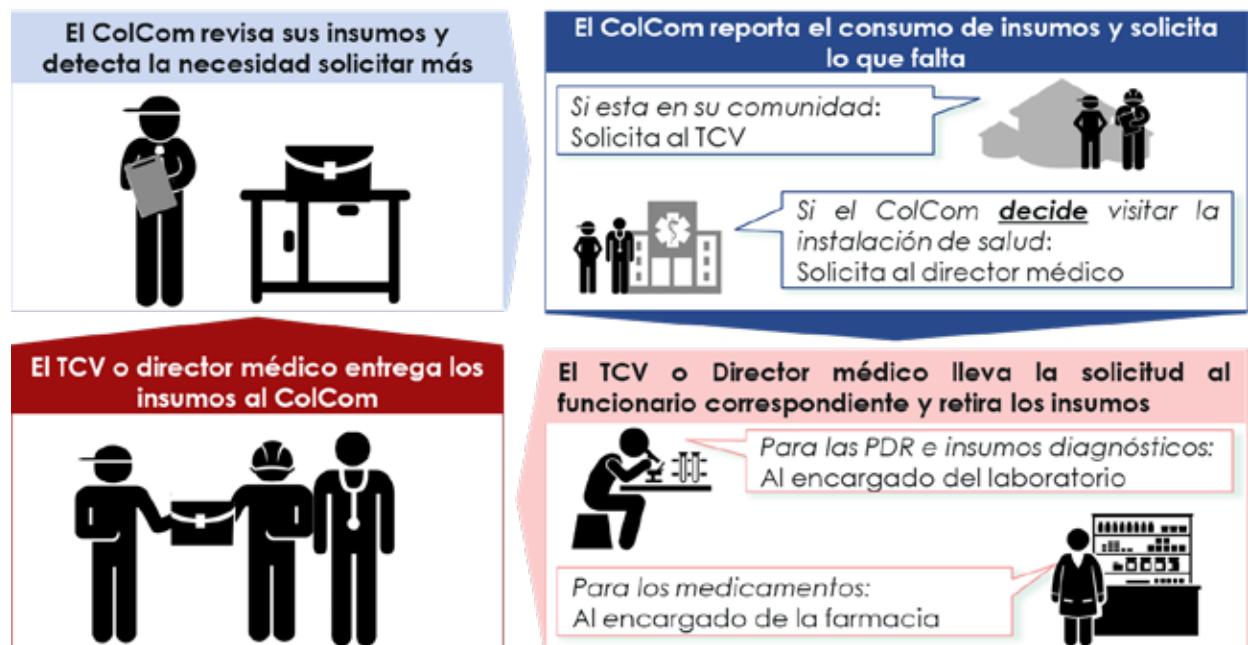 El ColCom revisa sus insumos y
detecta la necesidad solicitar más
El ColCom reporta el consumo de insumos y solicita
lo que falta
Si esta en su comunidad:
Solicita al TCV
Si el ColCom decide visitar la
instalación de salud:
Solicita al director médico
El TCV o Director médico lleva la solicitud al
funcionario correspondiente y retira los insumos
Para las PDR e insumos diagnósticos:
Al encargado del laboratorio
Para los medicamentos:
Al encargado de la farmacia
El TCV o director médico entrega los
insumos al ColCom